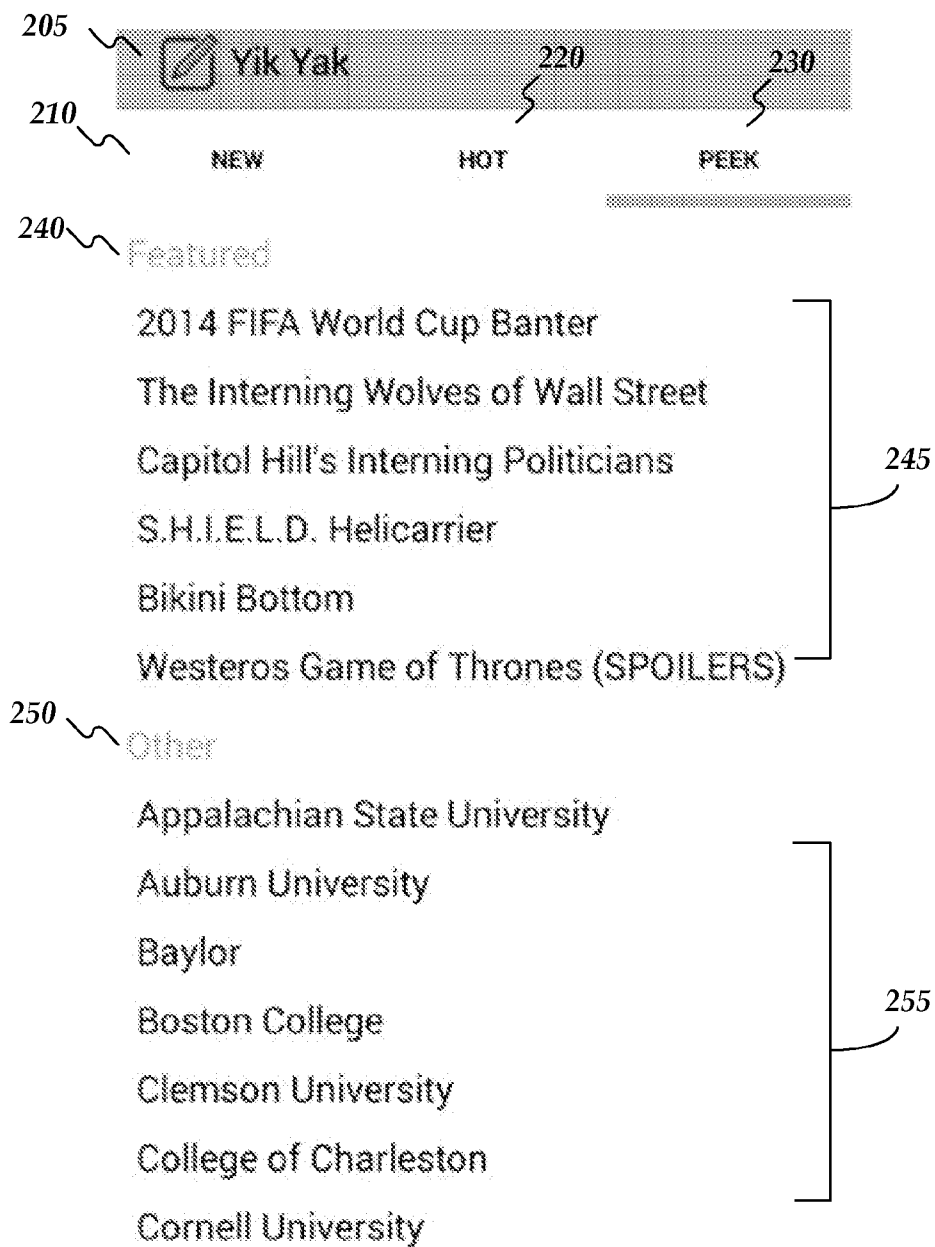 205
Yik Yak
220
230
210
NEW HOT PEEK
240
Featured
2014 FIFA World Cup Banter
The Interning Wolves of Wall Street
Capitol Hill's Interning Politicians
245
S.H.I.E.L.D. Helicarrier
Bikini Bottom
Westeros Game of Thrones (SPOILERS)
250
Other
Appalachian State University
Auburn University
Baylor
255
Boston College
Clemson University
College of Charleston
Cornell University